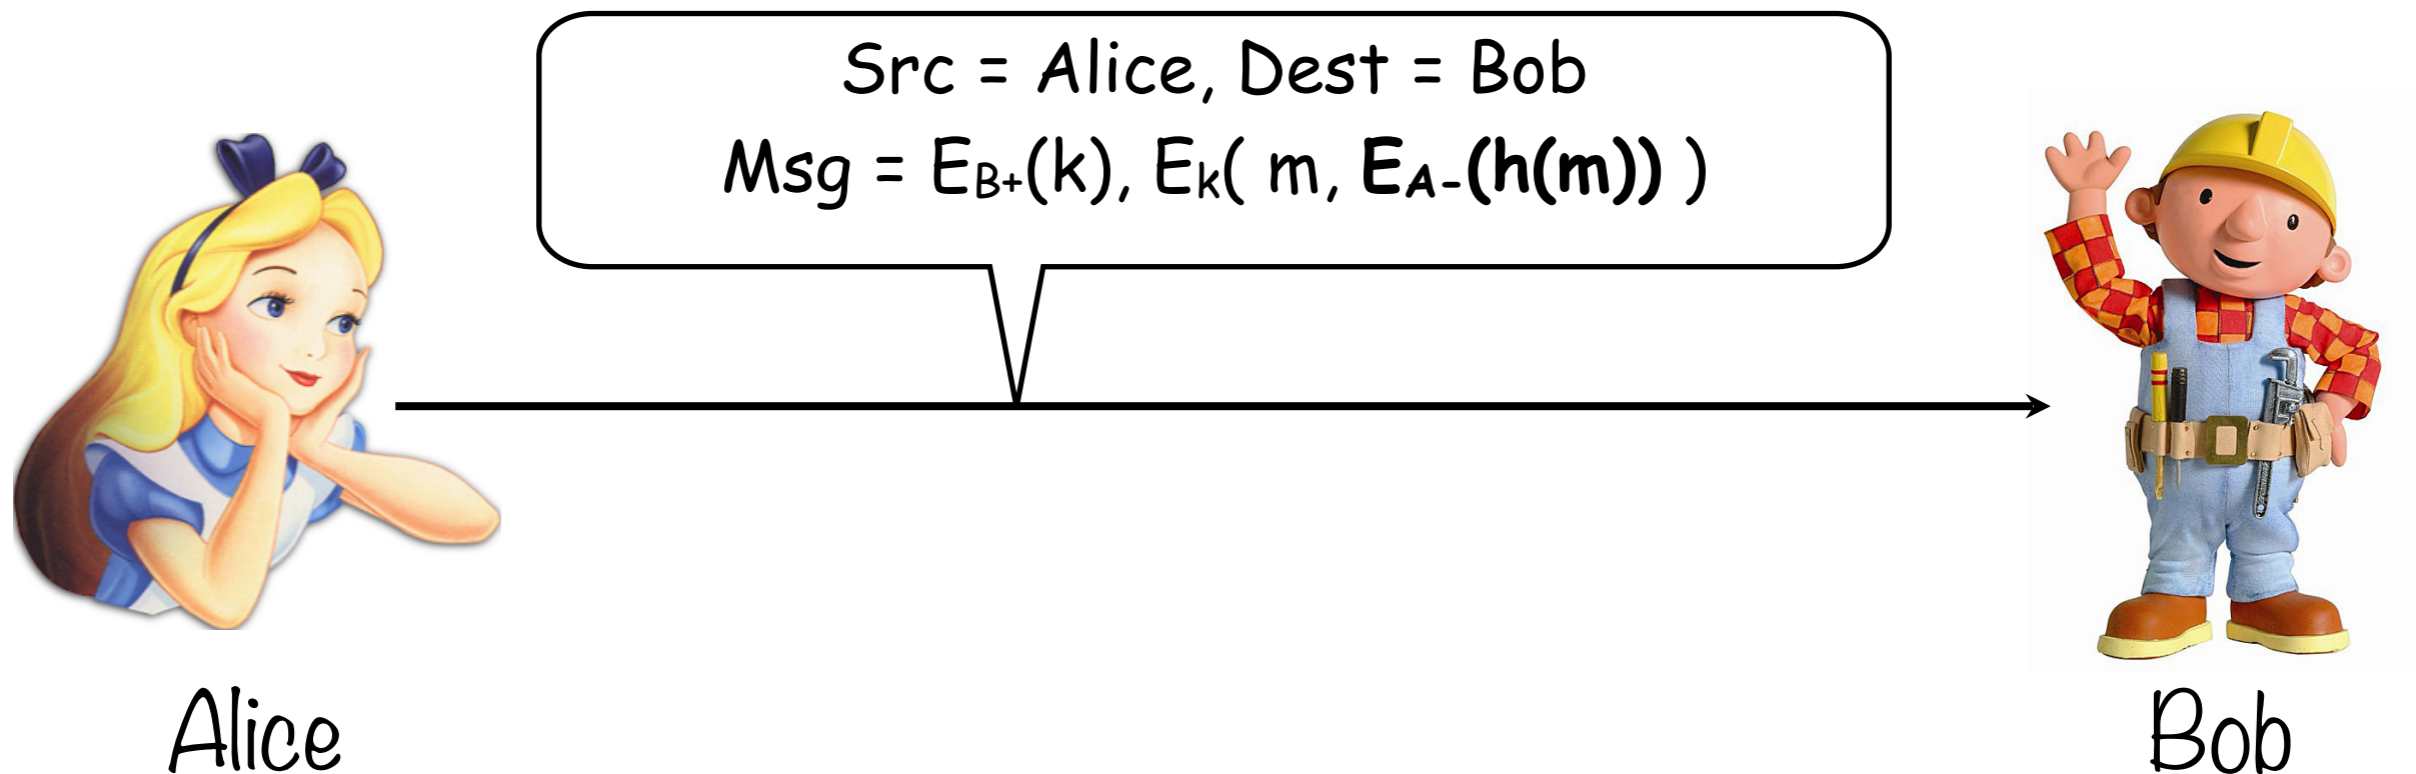 Src = Alice, Dest = Bob
Msg = EB+(k), Ek( m, EA-(h(m)) )
Alice
Bob